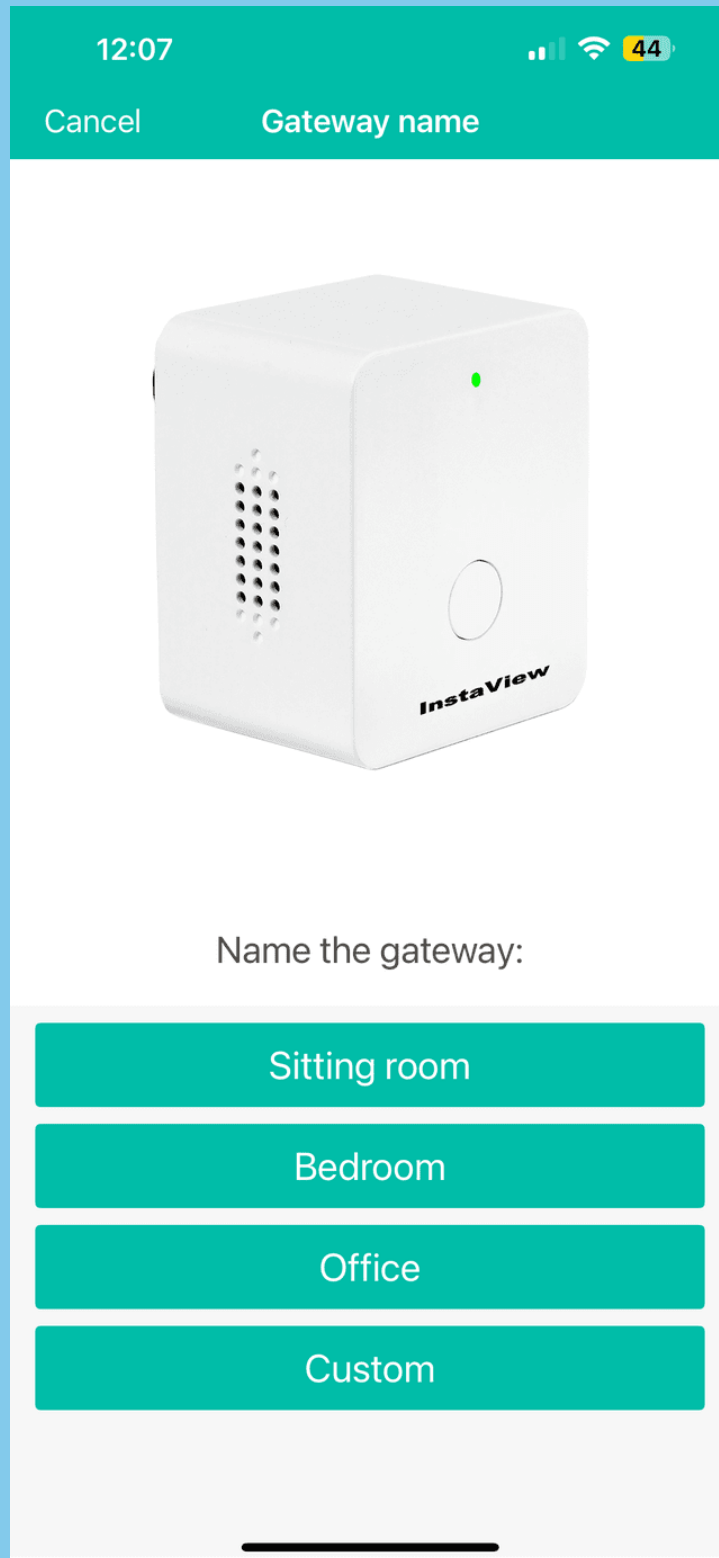 12:07
44
Cancel
Gateway name
InstaView
Name the gateway:
Sitting room
Bedroom
Office
Custom